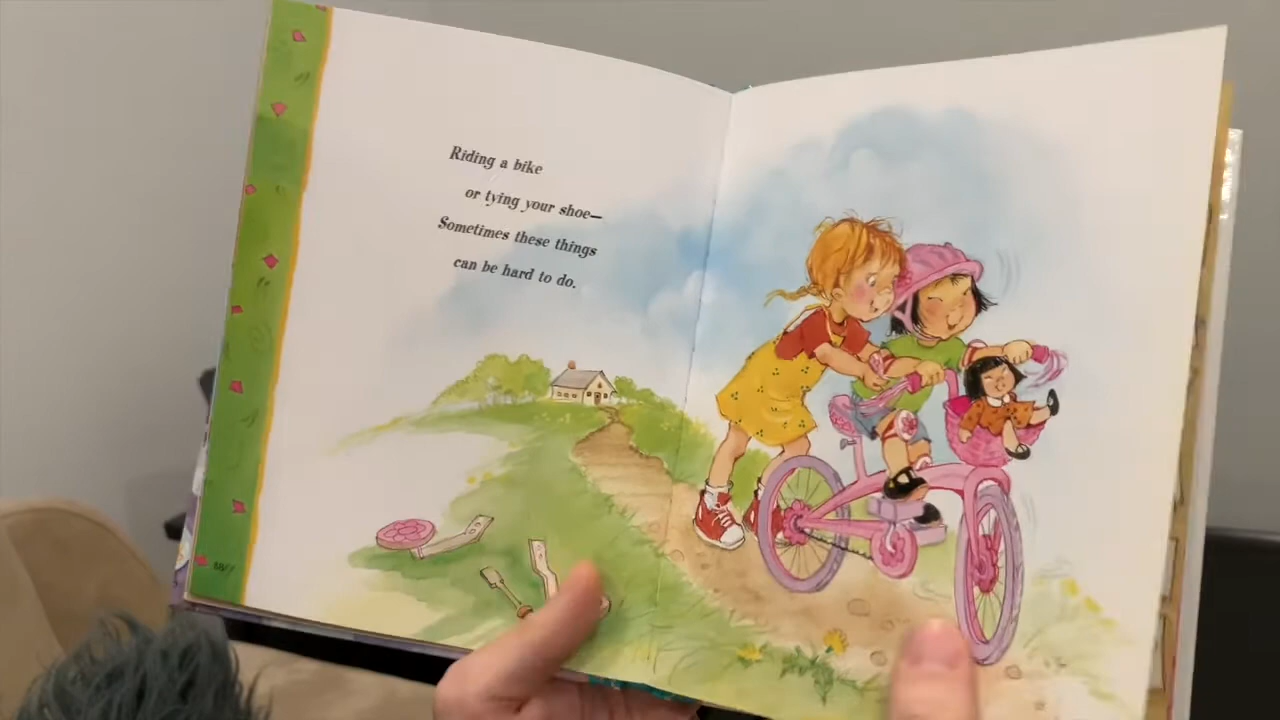 Riding a bike
or tying your shoe—
Sometimes these things
can be hard to do.